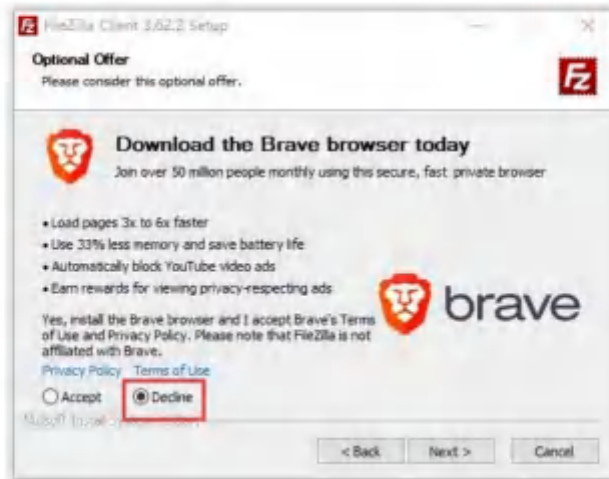 FileZilla Client 3.62.2 Setup
Optional Offer
Please consider this optional offer.
Fz
Download the Brave browser today
Join over 50 million people monthly using this secure, fast private browser
• Load pages 3x to 6x faster
• Use 33% less memory and save battery life
• Automatically block YouTube video ads
• Earn rewards for viewing privacy-respecting ads
brave
Yes, install the Brave browser and I accept Brave's Terms
of Use and Privacy Policy. Please note that FileZilla is not
affiliated with Brave.
Privacy Policy Terms of Use
Accept Decline
Nullsoft Install
< Back Next > Cancel